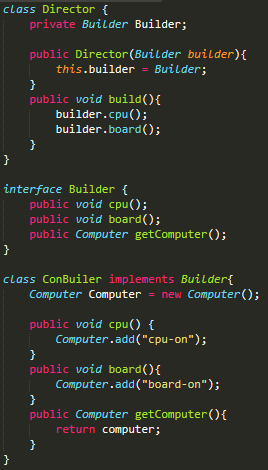 class Director {
    private Builder Builder;

    public Director(Builder builder){
        this.builder = Builder;
    }
    public void build(){
        builder.cpu();
        builder.board();
    }
}

interface Builder {
    public void cpu();
    public void board();
    public Computer getComputer();
}

class ConBuiler implements Builder{
    Computer Computer = new Computer();

    public void cpu() {
        Computer.add("cpu-on");
    }
    public void board(){
        Computer.add("board-on");
    }
    public Computer getComputer(){
        return computer;
    }
}